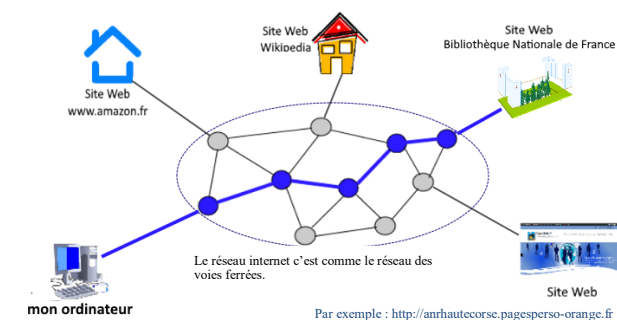 Site Web
Wikipedia
Site Web
Bibliothèque Nationale de France
Site Web
www.amazon.fr
Le réseau internet c'est comme le réseau des
voies ferrées.
mon ordinateur
Site Web
Par exemple : http://anrhautecorse.pagesperso-orange.fr